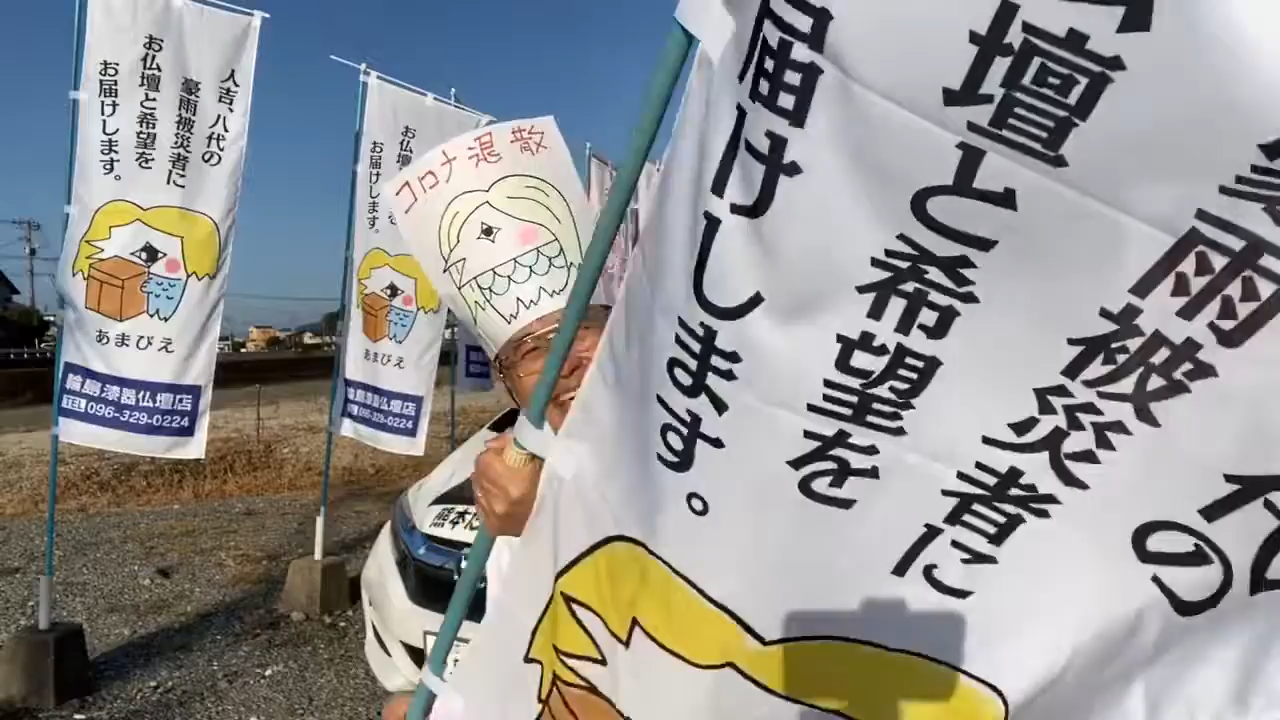 人吉、八代の
豪雨被災者に
お仏壇と希望を
お届けします。
あまびえ
輪島漆器仏壇店
TEL 096-329-0224
お仏壇
お届けします。
あまびえ
輪島漆器仏壇店
096-329-0224
コロナ退散
熊本
代の
豪雨被災者に
壇と希望を
届けします。